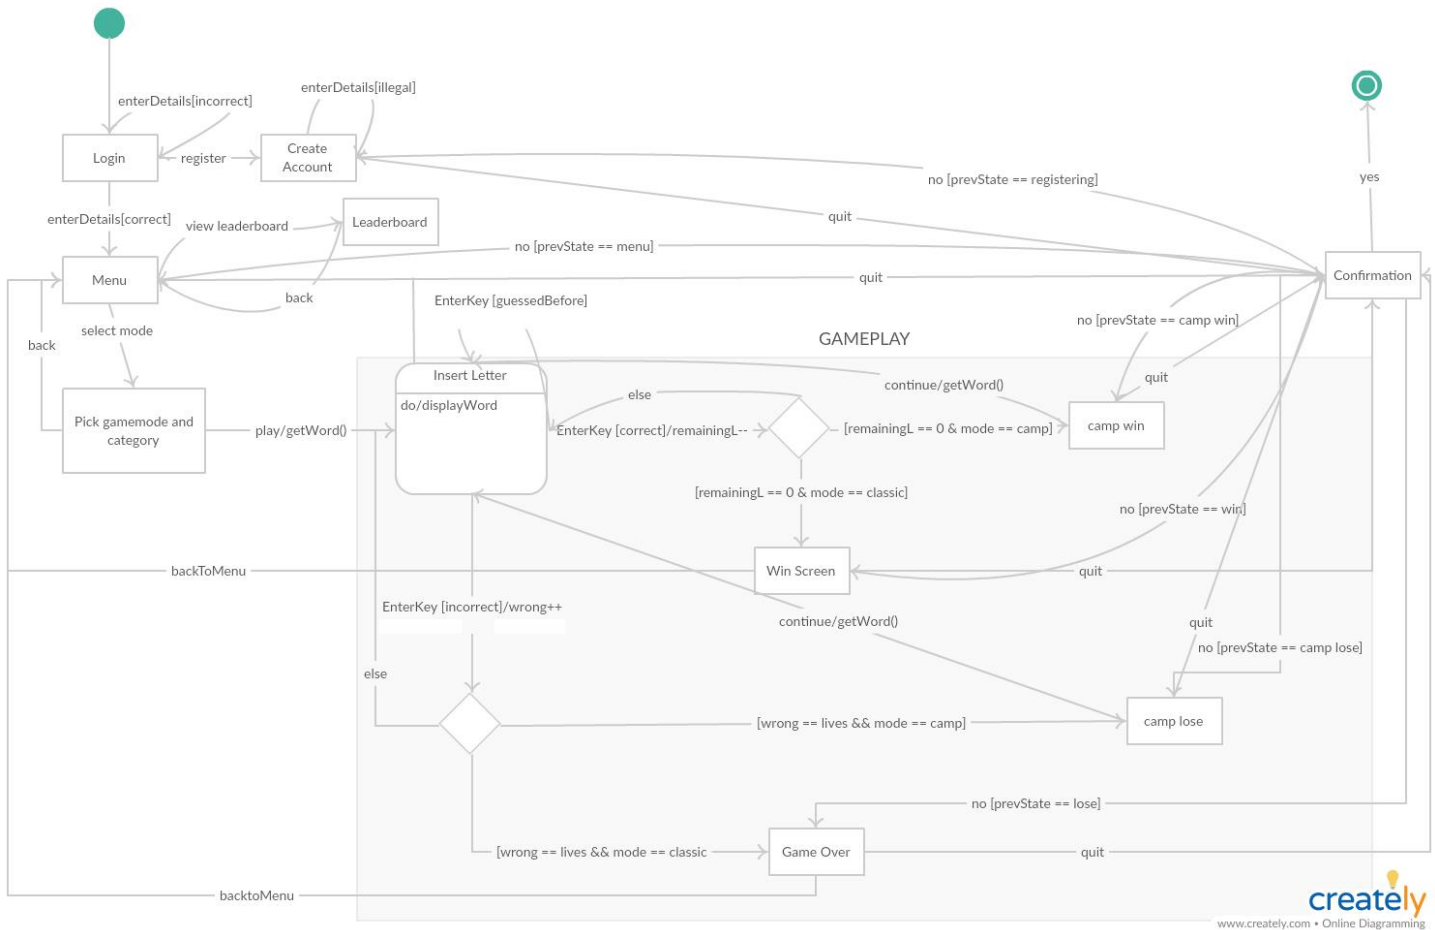 enterDetails[illegal]
enterDetails[incorrect]
Login
register
Create
Account
no [prevState == registering]
yes
enterDetails[correct]
view leaderboard
Leaderboard
quit
no [prevState == menu]
Menu
quit
Confirmation
back
EnterKey [guessedBefore]
select mode
back
no [prevState == camp win]
GAMEPLAY
Insert Letter
do/displayWord
else
continue/getWord()
quit
Pick gamemode and
category
play/getWord()
EnterKey [correct]/remainingL--
[remainingL == 0 & mode == camp]
camp win
[remainingL == 0 & mode == classic]
no [prevState == win]
backToMenu
Win Screen
quit
EnterKey [incorrect]/wrong++
continue/getWord()
quit
no [prevState == camp lose]
else
[wrong == lives && mode == camp]
camp lose
no [prevState == lose]
[wrong == lives && mode == classic
Game Over
quit
backtoMenu
creately
www.creately.com • Online Diagramming